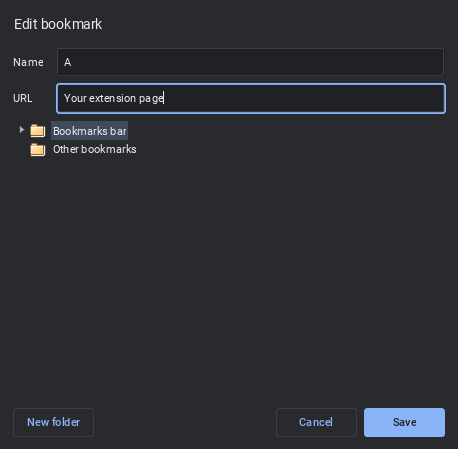 Edit bookmark
Name A
URL Your extension page
Bookmarks bar
Other bookmarks
New folder Cancel Save